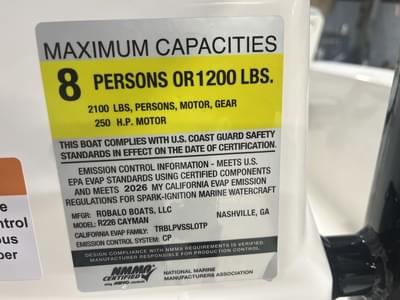 MAXIMUM CAPACITIES
8 PERSONS OR 1200 LBS.
2100 LBS, PERSONS, MOTOR, GEAR
250 H.P. MOTOR
THIS BOAT COMPLIES WITH U.S. COAST GUARD SAFETY
STANDARDS IN EFFECT ON THE DATE OF CERTIFICATION.
EMISSION CONTROL INFORMATION - MEETS U.S.
EPA EVAP STANDARDS USING CERTIFIED COMPONENTS
AND MEETS 2026 MY CALIFORNIA EVAP EMISSION
REGULATIONS FOR SPARK-IGNITION MARINE WATERCRAFT
MFGR: ROBALO BOATS, LLC NASHVILLE, GA
MODEL: R226 CAYMAN
CALIFORNIA EVAP FAMILY: TRBLPVSSLOTP
EMISSION CONTROL SYSTEM: CP
DESIGN COMPLIANCE WITH NMMA REQUIREMENTS IS VERIFIED.
MANUFACTURER RESPONSIBLE FOR PRODUCTION CONTROL
NMMA
CERTIFIED
NATIONAL MARINE
MANUFACTURERS ASSOCIATION
e
ntrol
ous
per